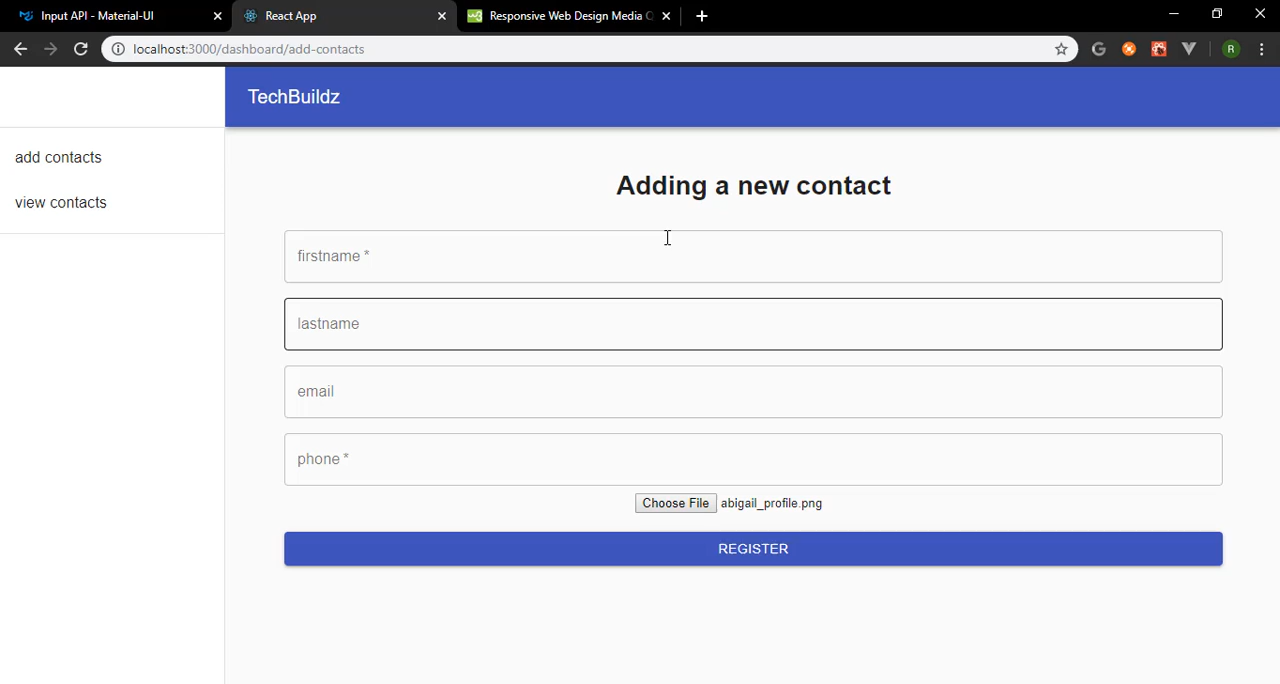 Input API - Material-UI
React App
Responsive Web Design Media
localhost:3000/dashboard/add-contacts
R
TechBuildz
add contacts
view contacts
Adding a new contact
firstname *
lastname
email
phone *
Choose File abigail_profile.png
REGISTER